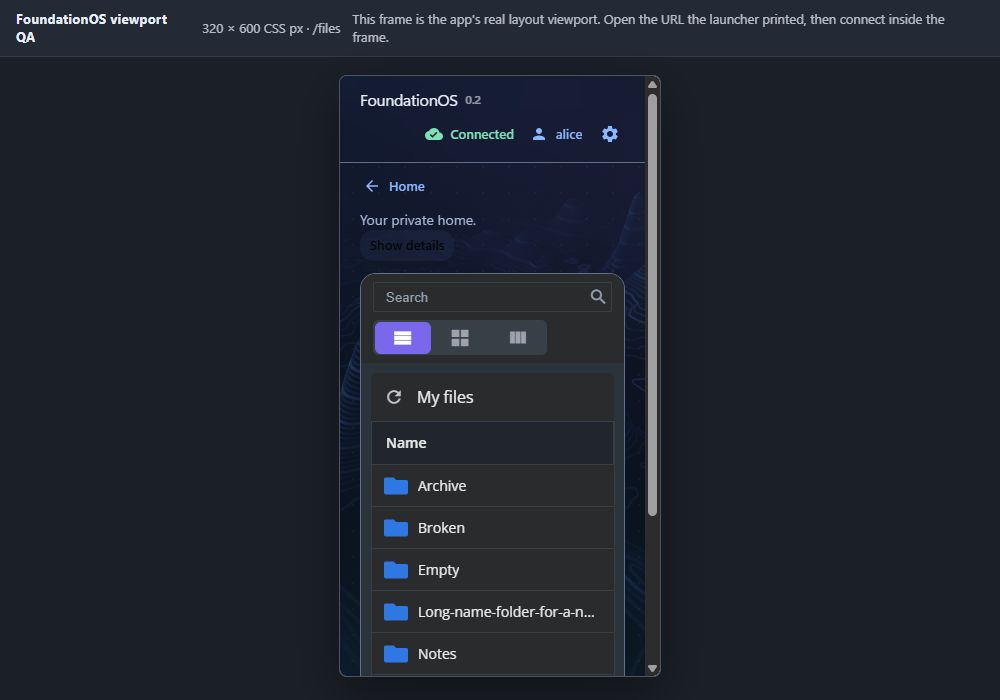 FoundationOS viewport QA
320 × 600 CSS px · /files
This frame is the app's real layout viewport. Open the URL the launcher printed, then connect inside the frame.
FoundationOS 0.2
Connected alice
Home
Your private home.
Show details
Search
My files
Name
Archive
Broken
Empty
Long-name-folder-for-a-n...
Notes